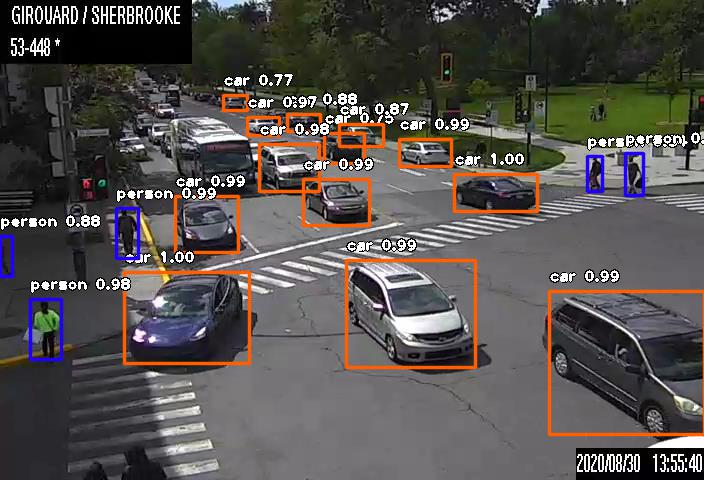 GIROUARD / SHERBROOKE
53-448 *
car 0.77
car 0.97
0.88
car 0.87
car 0.75
car 0.98
car 0.99
car 0.99
car 1.00
person 0.99
car 0.99
person 0.88
car 0.99
car 1.00
person 0.98
car 0.99
person 0.
2020/08/30 13:55:40